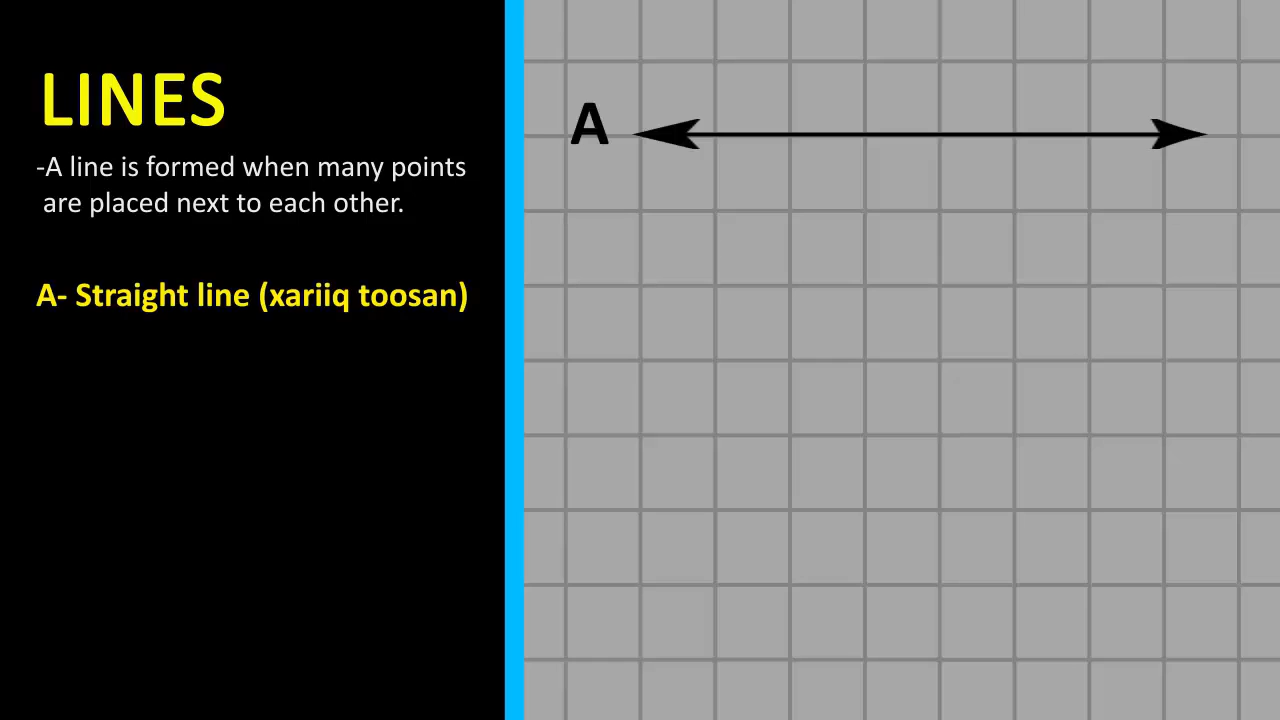 LINES
-A line is formed when many points
are placed next to each other.
A- Straight line (xariiq toosan)
A